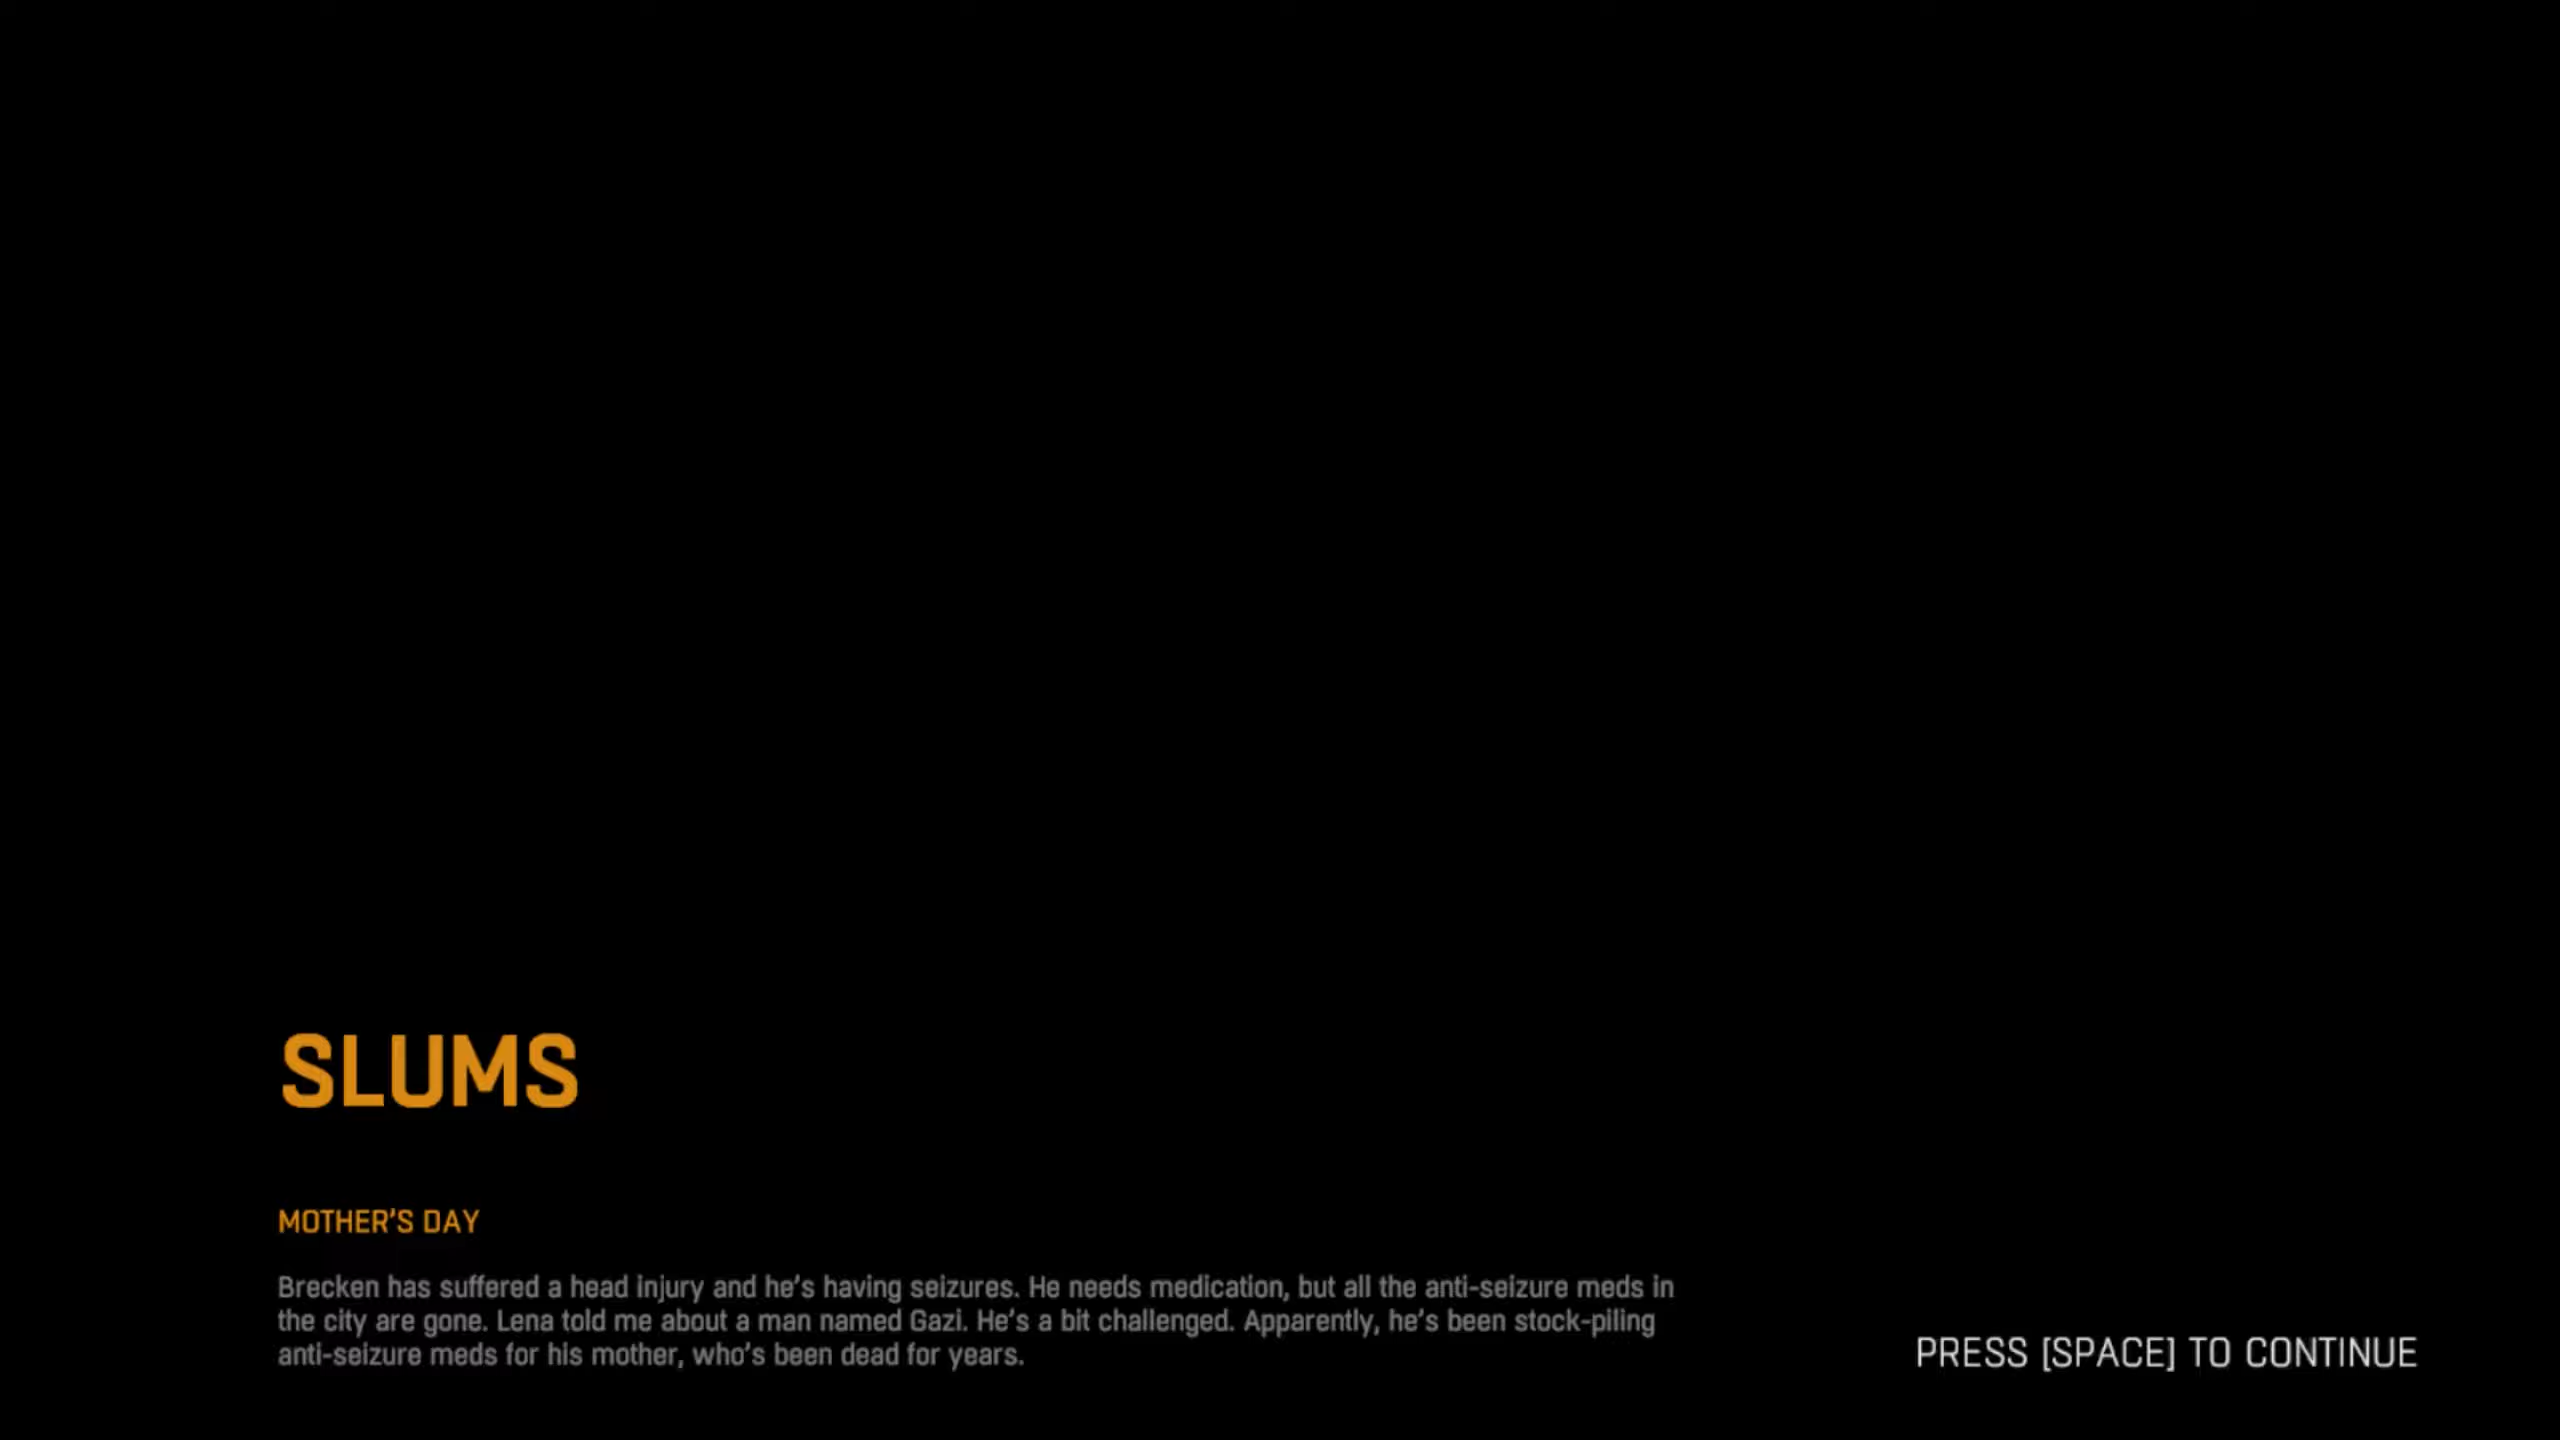 SLUMS
MOTHER'S DAY
Brecken has suffered a head injury and he's having seizures. He needs medication, but all the anti-seizure meds in
the city are gone. Lena told me about a man named Gazi. He's a bit challenged. Apparently, he's been stock-piling
anti-seizure meds for his mother, who's been dead for years.
PRESS [SPACE] TO CONTINUE